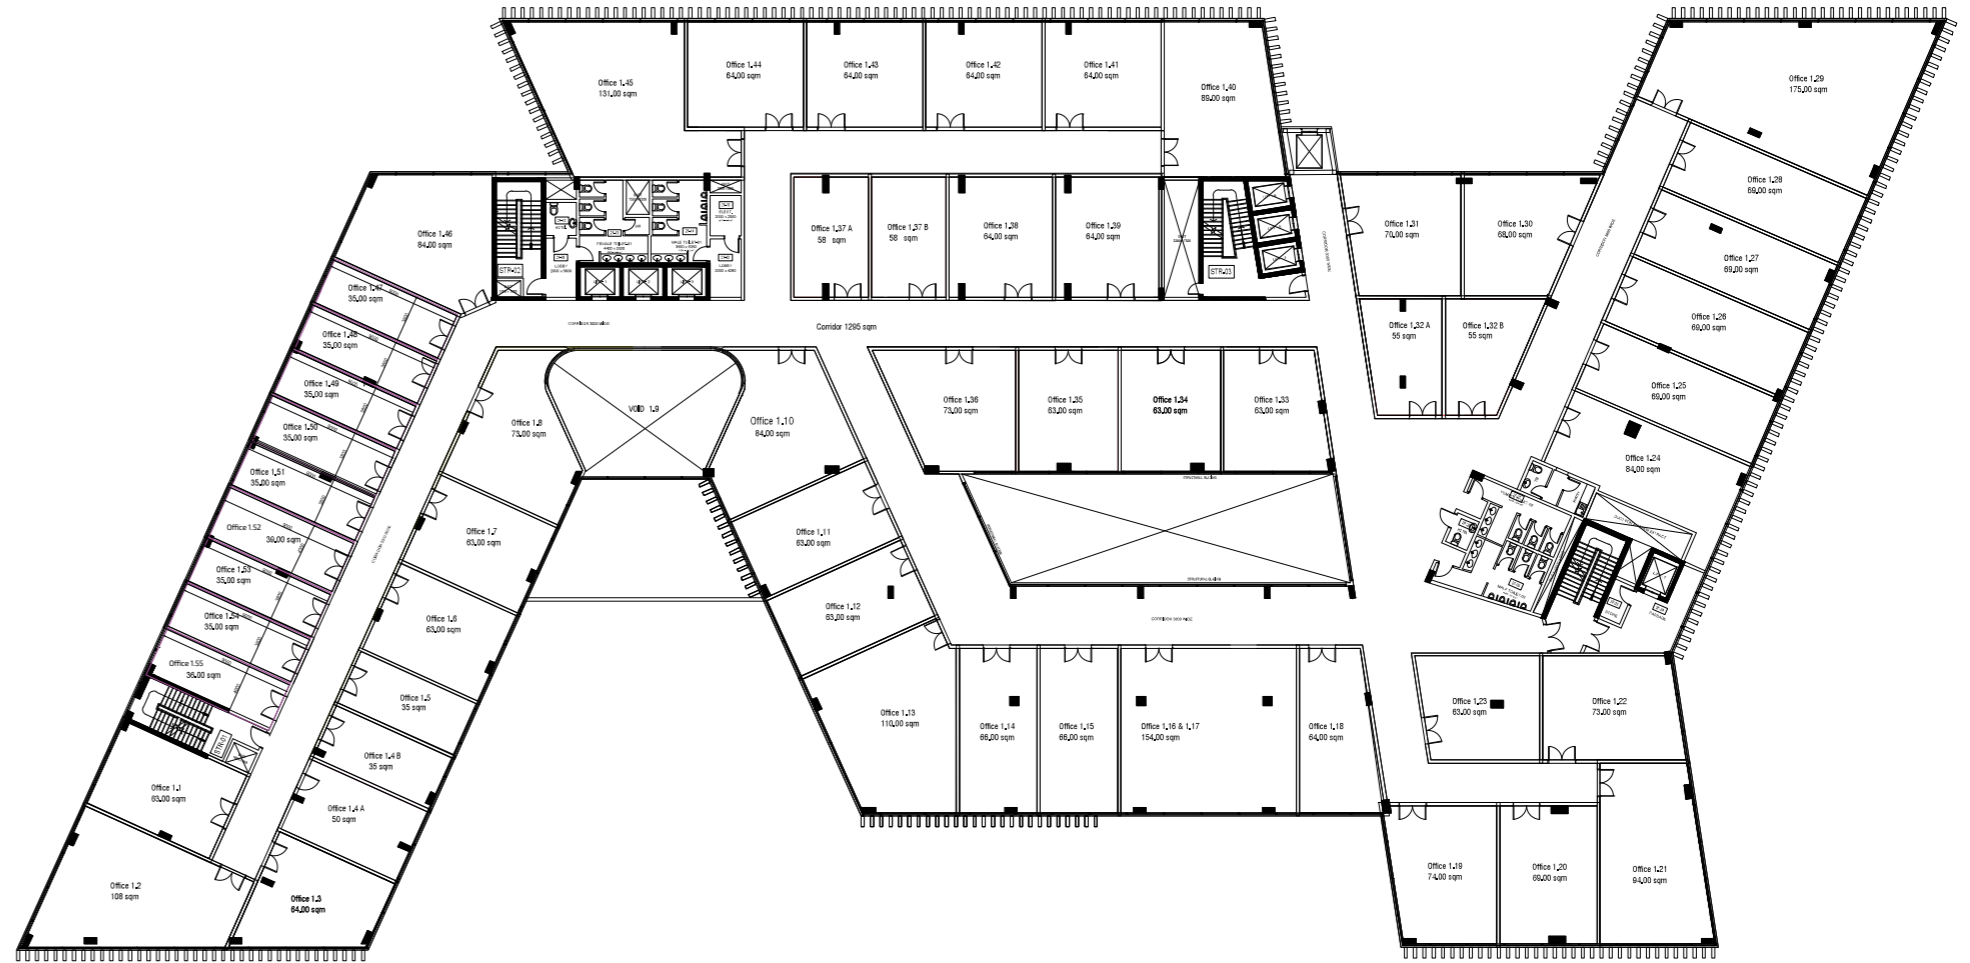 Office 1.45
131.00 sqm
Office 1.44
64.00 sqm
Office 1.43
64.00 sqm
Office 1.42
64.00 sqm
Office 1.41
64.00 sqm
Office 1.40
89.00 sqm
Office 1.29
175.00 sqm
Office 1.28
69.00 sqm
Office 1.46
84.00 sqm
Office 1.37 A
58 sqm
Office 1.37 B
58 sqm
Office 1.38
64.00 sqm
Office 1.39
64.00 sqm
Office 1.31
70.00 sqm
Office 1.30
68.00 sqm
Office 1.27
69.00 sqm
STR-02
STR-03
LOBBY
LOBBY
Office 1.47
35.00 sqm
Corridor 1295 sqm
Office 1.32 A
55 sqm
Office 1.32 B
55 sqm
Office 1.26
69.00 sqm
Office 1.48
35.00 sqm
Office 1.49
35.00 sqm
Office 1.25
69.00 sqm
Office 1.8
73.00 sqm
VOID 1.9
Office 1.10
84.00 sqm
Office 1.36
73.00 sqm
Office 1.35
63.00 sqm
Office 1.34
63.00 sqm
Office 1.33
63.00 sqm
Office 1.50
35.00 sqm
Office 1.24
84.00 sqm
Office 1.51
35.00 sqm
Office 1.52
39.00 sqm
Office 1.7
63.00 sqm
Office 1.11
63.00 sqm
Office 1.53
35.00 sqm
Office 1.12
63.00 sqm
Office 1.54
35.00 sqm
Office 1.6
63.00 sqm
Office 1.55
36.00 sqm
Office 1.5
35 sqm
Office 1.13
110.00 sqm
Office 1.14
66.00 sqm
Office 1.15
66.00 sqm
Office 1.16 & 1.17
154.00 sqm
Office 1.18
64.00 sqm
Office 1.23
63.00 sqm
Office 1.22
73.00 sqm
STR-01
Office 1.4 B
35 sqm
Office 1.1
63.00 sqm
Office 1.4 A
50 sqm
Office 1.2
108 sqm
Office 1.3
64.00 sqm
Office 1.19
74.00 sqm
Office 1.20
69.00 sqm
Office 1.21
94.00 sqm